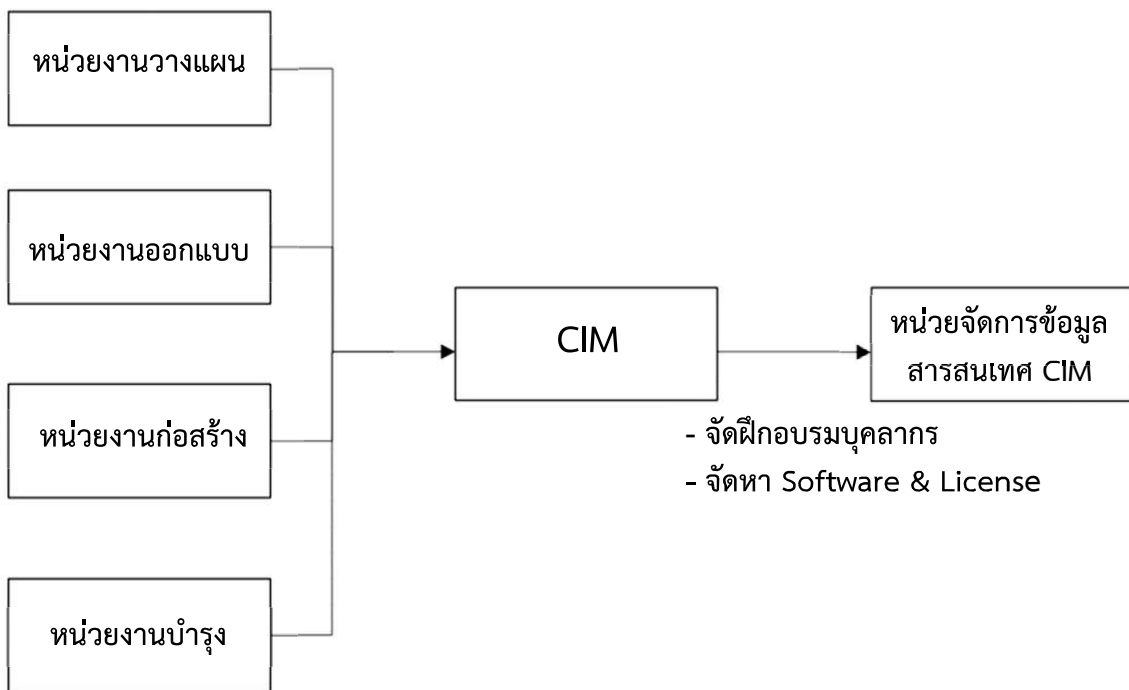 หน่วยงานวางแผน
หน่วยงานออกแบบ
หน่วยงานก่อสร้าง
หน่วยงานบำรุง
CIM
- จัดฝึกอบรมบุคลากร
- จัดหา Software & License
หน่วยจัดการข้อมูล
สารสนเทศ CIM